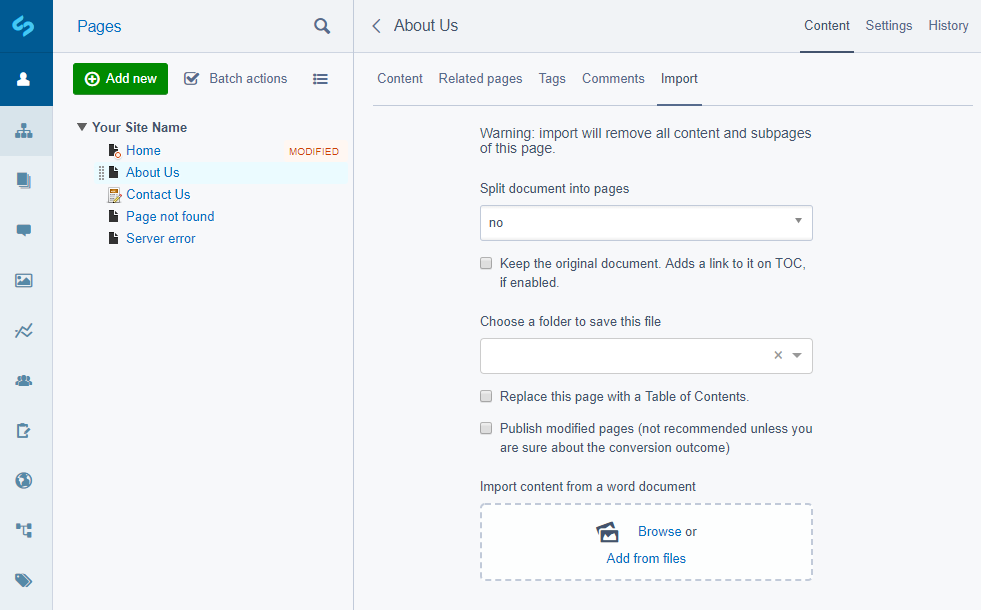 Pages
About Us
Content Settings History
Add new Batch actions
Content Related pages Tags Comments Import
Your Site Name
Home MODIFIED
About Us
Contact Us
Page not found
Server error
Warning: import will remove all content and subpages
of this page.
Split document into pages
no
Keep the original document. Adds a link to it on TOC,
if enabled.
Choose a folder to save this file
Replace this page with a Table of Contents.
Publish modified pages (not recommended unless you
are sure about the conversion outcome)
Import content from a word document
Browse or
Add from files